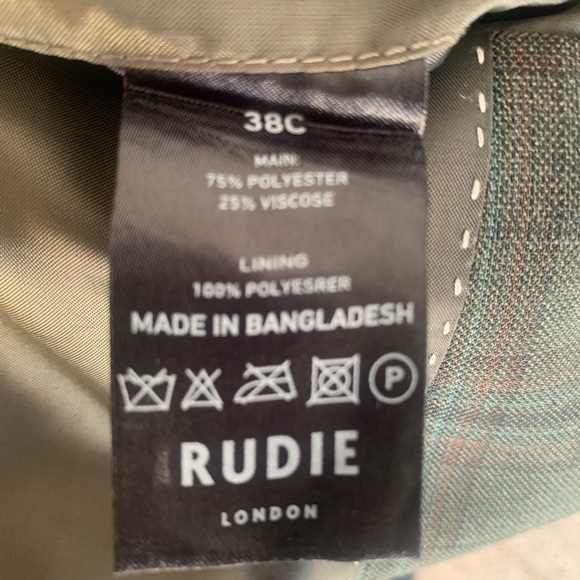 38C
MAIN:
75% POLYESTER
25% VISCOSE
LINING
100% POLYESRER
MADE IN BANGLADESH
P
RUDIE
LONDON